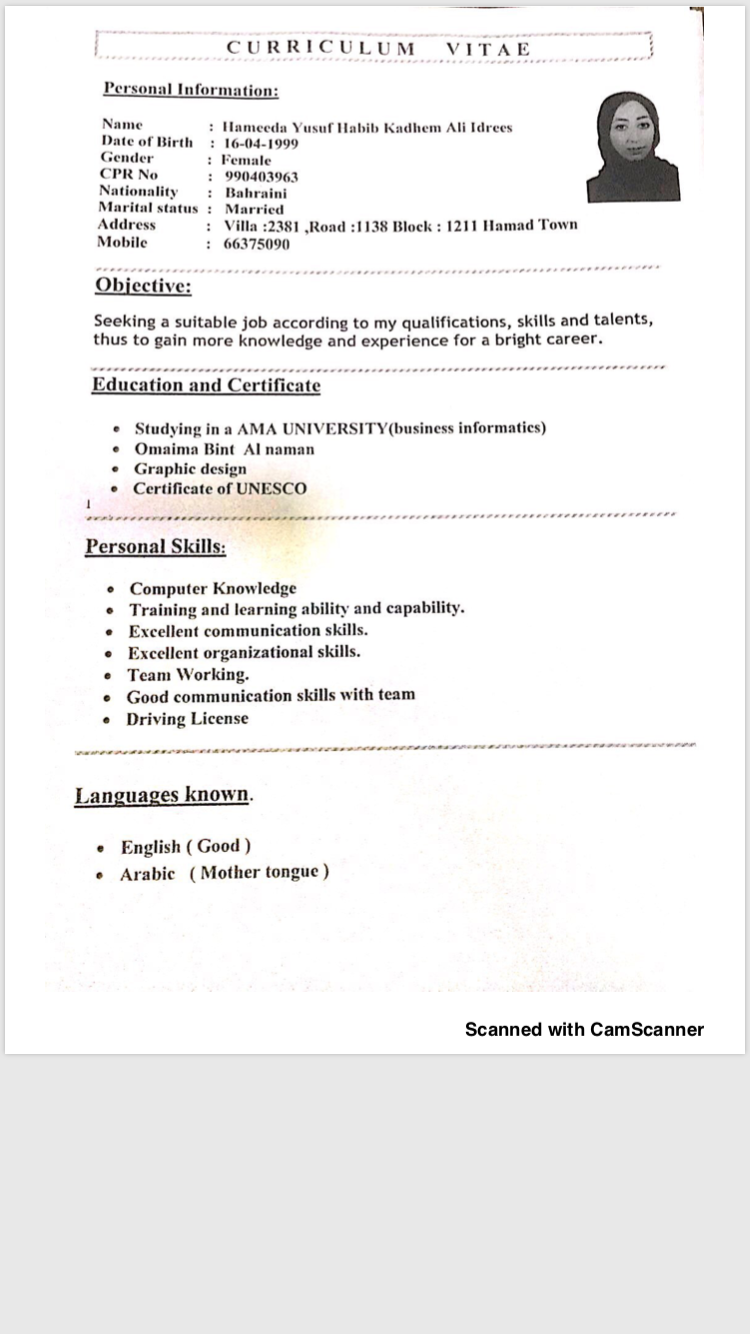 CURRICULUM VITAE
Personal Information:
Name : Hameeda Yusuf Habib Kadhem Ali Idrees
Date of Birth : 16-04-1999
Gender : Female
CPR No : 990403963
Nationality : Bahraini
Marital status : Married
Address : Villa :2381 ,Road :1138 Block : 1211 Hamad Town
Mobile : 66375090
Objective:
Seeking a suitable job according to my qualifications, skills and talents,
thus to gain more knowledge and experience for a bright career.
Education and Certificate
• Studying in a AMA UNIVERSITY(business informatics)
• Omaima Bint Al naman
• Graphic design
• Certificate of UNESCO
1
Personal Skills:
• Computer Knowledge
• Training and learning ability and capability.
• Excellent communication skills.
• Excellent organizational skills.
• Team Working.
• Good communication skills with team
• Driving License
Languages known.
• English ( Good )
• Arabic ( Mother tongue )
Scanned with CamScanner